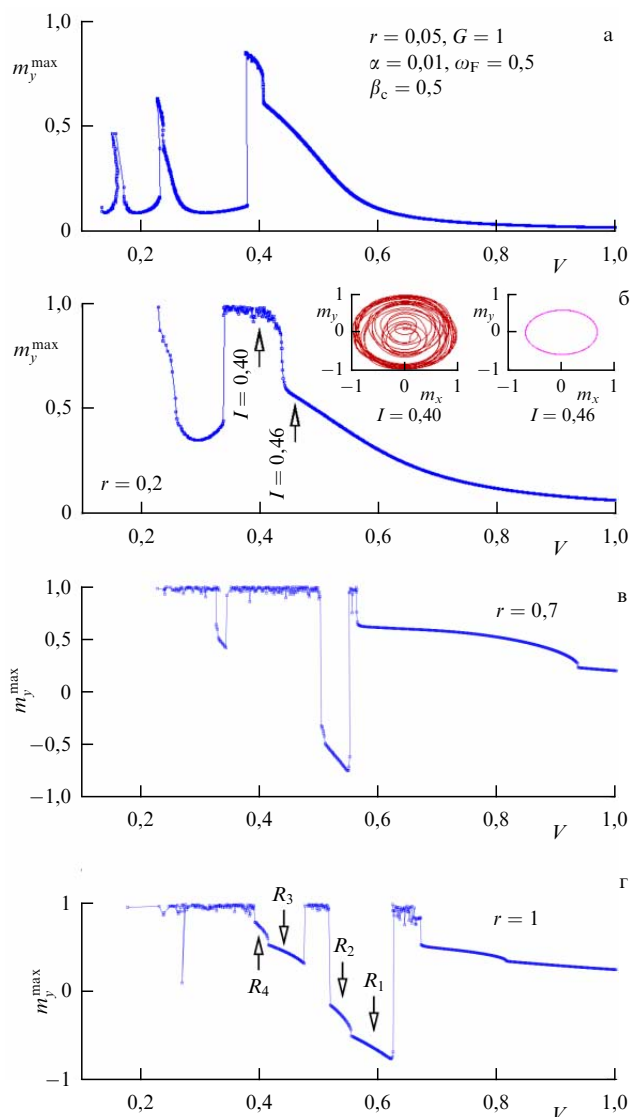 1,0
а
r = 0,05, G = 1
m_y^max
α = 0,01, ω_F = 0,5
β_c = 0,5
0,5
0
0,2 0,4 0,6 0,8 1,0
V
б
1,0
m_y^max
0,5
0
I = 0,40
I = 0,46
r = 0,2
m_y 1 0 −1
−1 0 1
m_x
I = 0,40
m_y 1 0 −1
−1 0 1
m_x
I = 0,46
0,2 0,4 0,6 0,8 1,0
V
в
1,0
r = 0,7
0,5
m_y^max
0
−0,5
−1,0
0,2 0,4 0,6 0,8 1,0
V
г
1
R_3
r = 1
R_2
R_1
R_4
m_y^max
0
−1
0,2 0,4 0,6 0,8 1,0
V